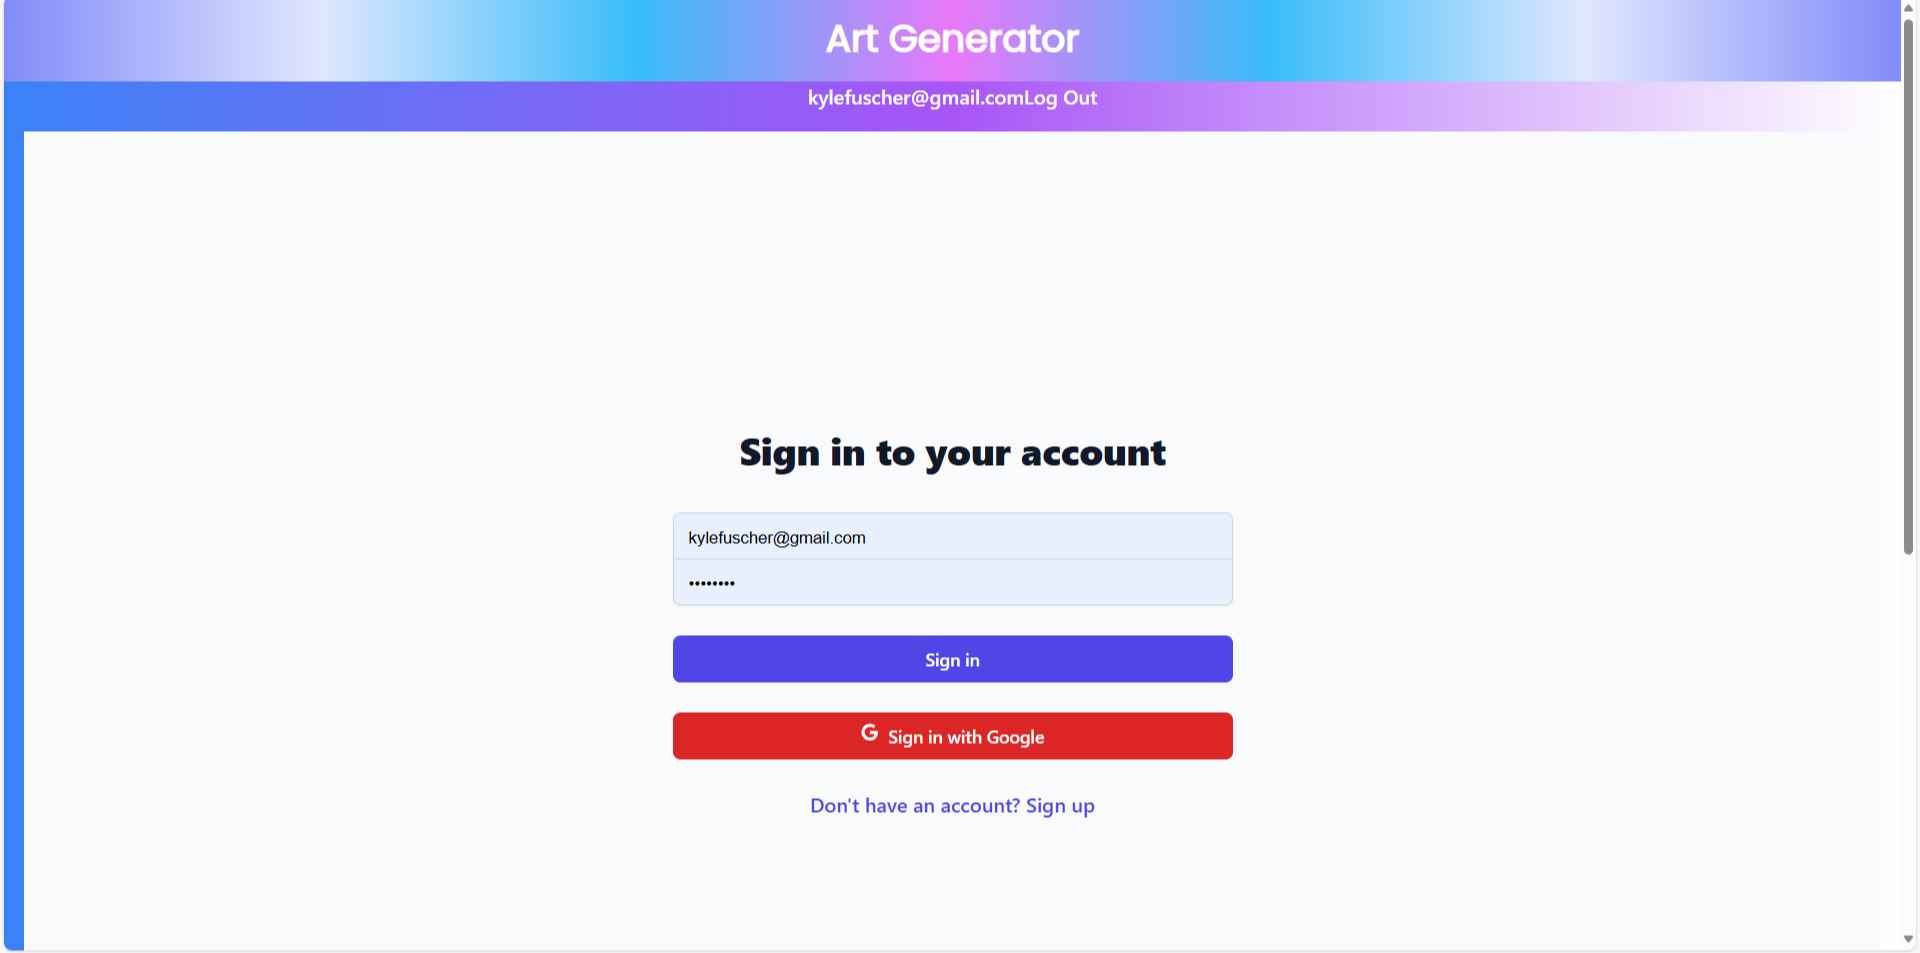 Art Generator
kylefuscher@gmail.comLog Out
Sign in to your account
kylefuscher@gmail.com
••••••••
Sign in
G Sign in with Google
Don't have an account? Sign up